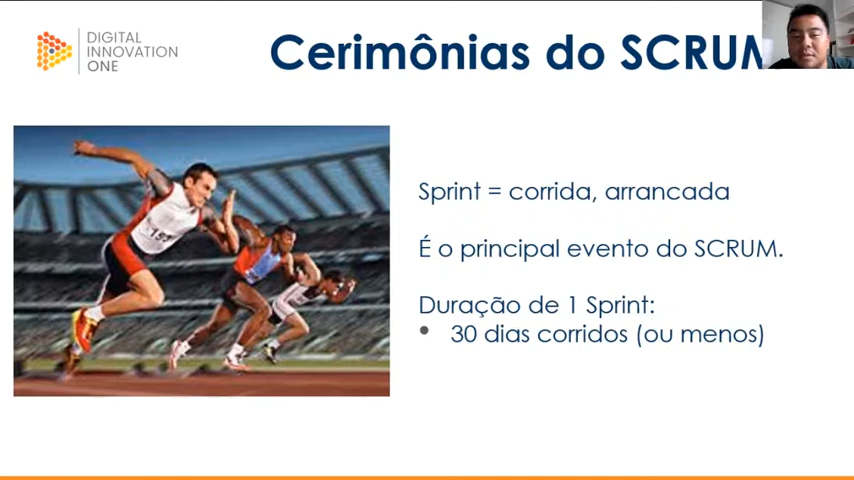 DIGITAL
INNOVATION
ONE
Cerimônias do SCRUM
Sprint = corrida, arrancada
É o principal evento do SCRUM.
Duração de 1 Sprint:
• 30 dias corridos (ou menos)